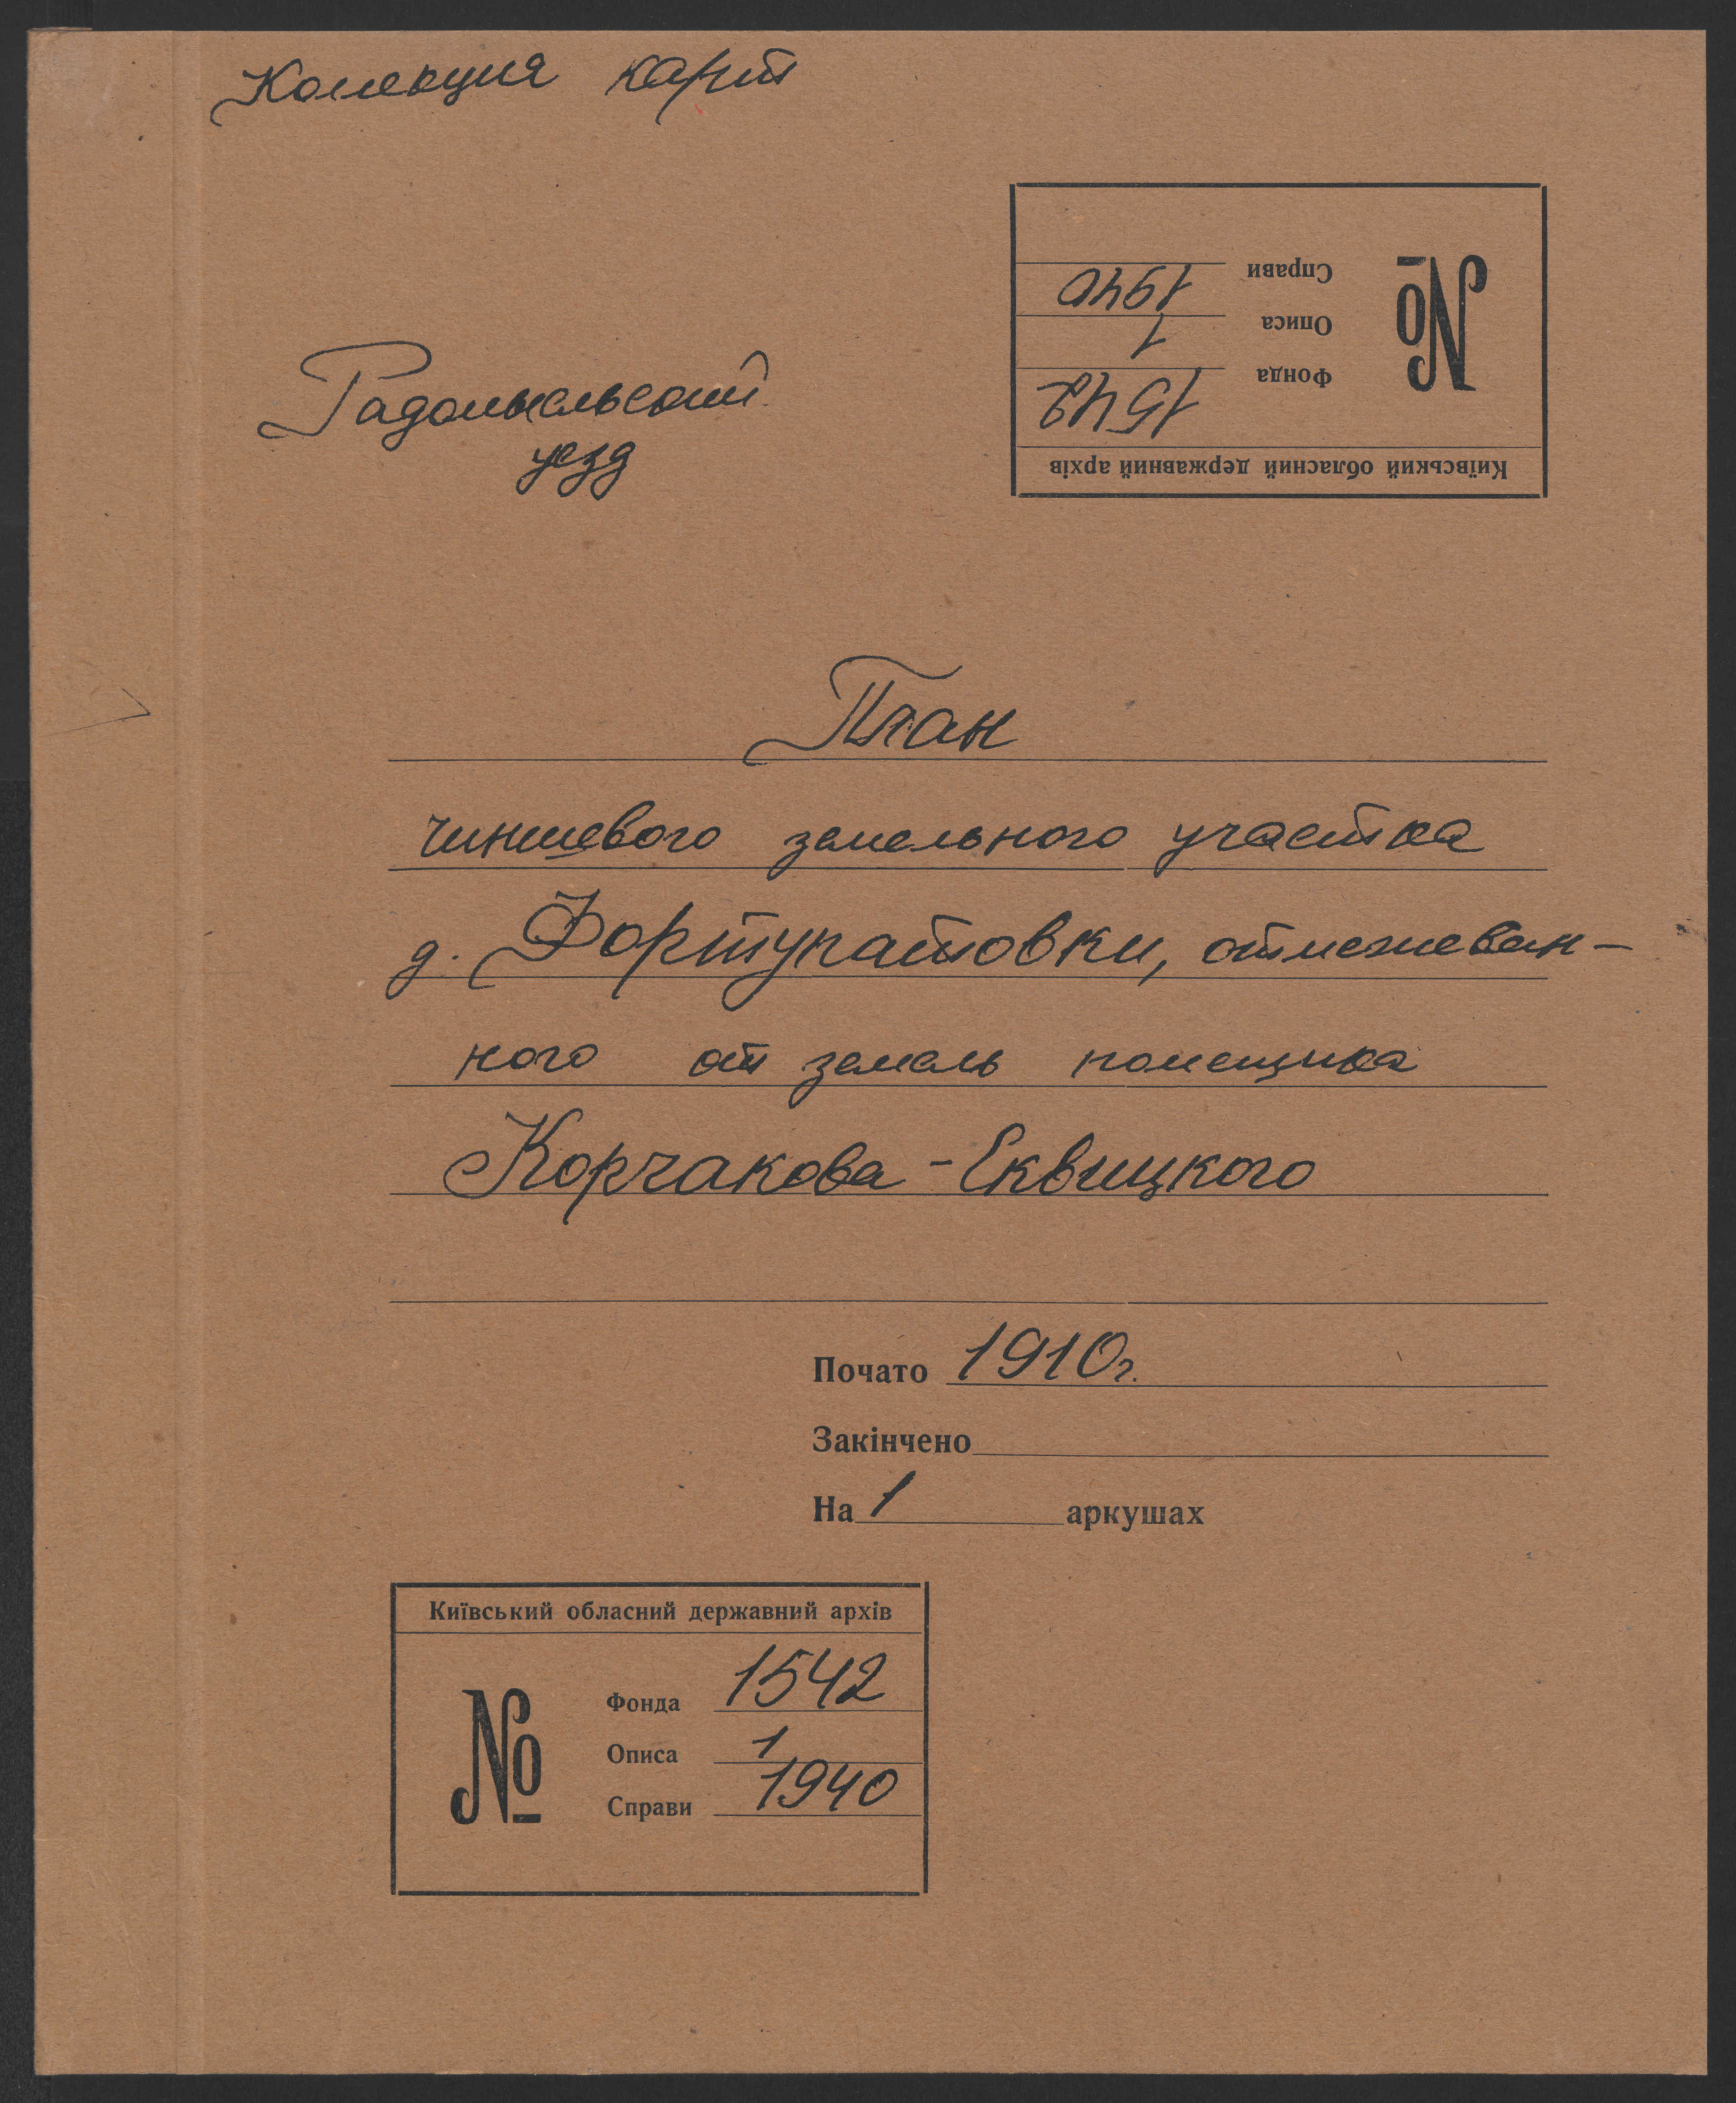 Колекция карт
Справи 1940
Описа 1
Фонда 1542
Київський обласний державний архів
№
Радомысльский
уезд
План
чиншевого земельного участка
д. Фортунатовки, отмежеван-
ного от земель помещика
Корчакова-Еквицкого
Почато 1910г.
Закінчено
На 1 аркушах
Київський обласний державний архів
№
Фонда 1542
Описа 1
Справи 1940